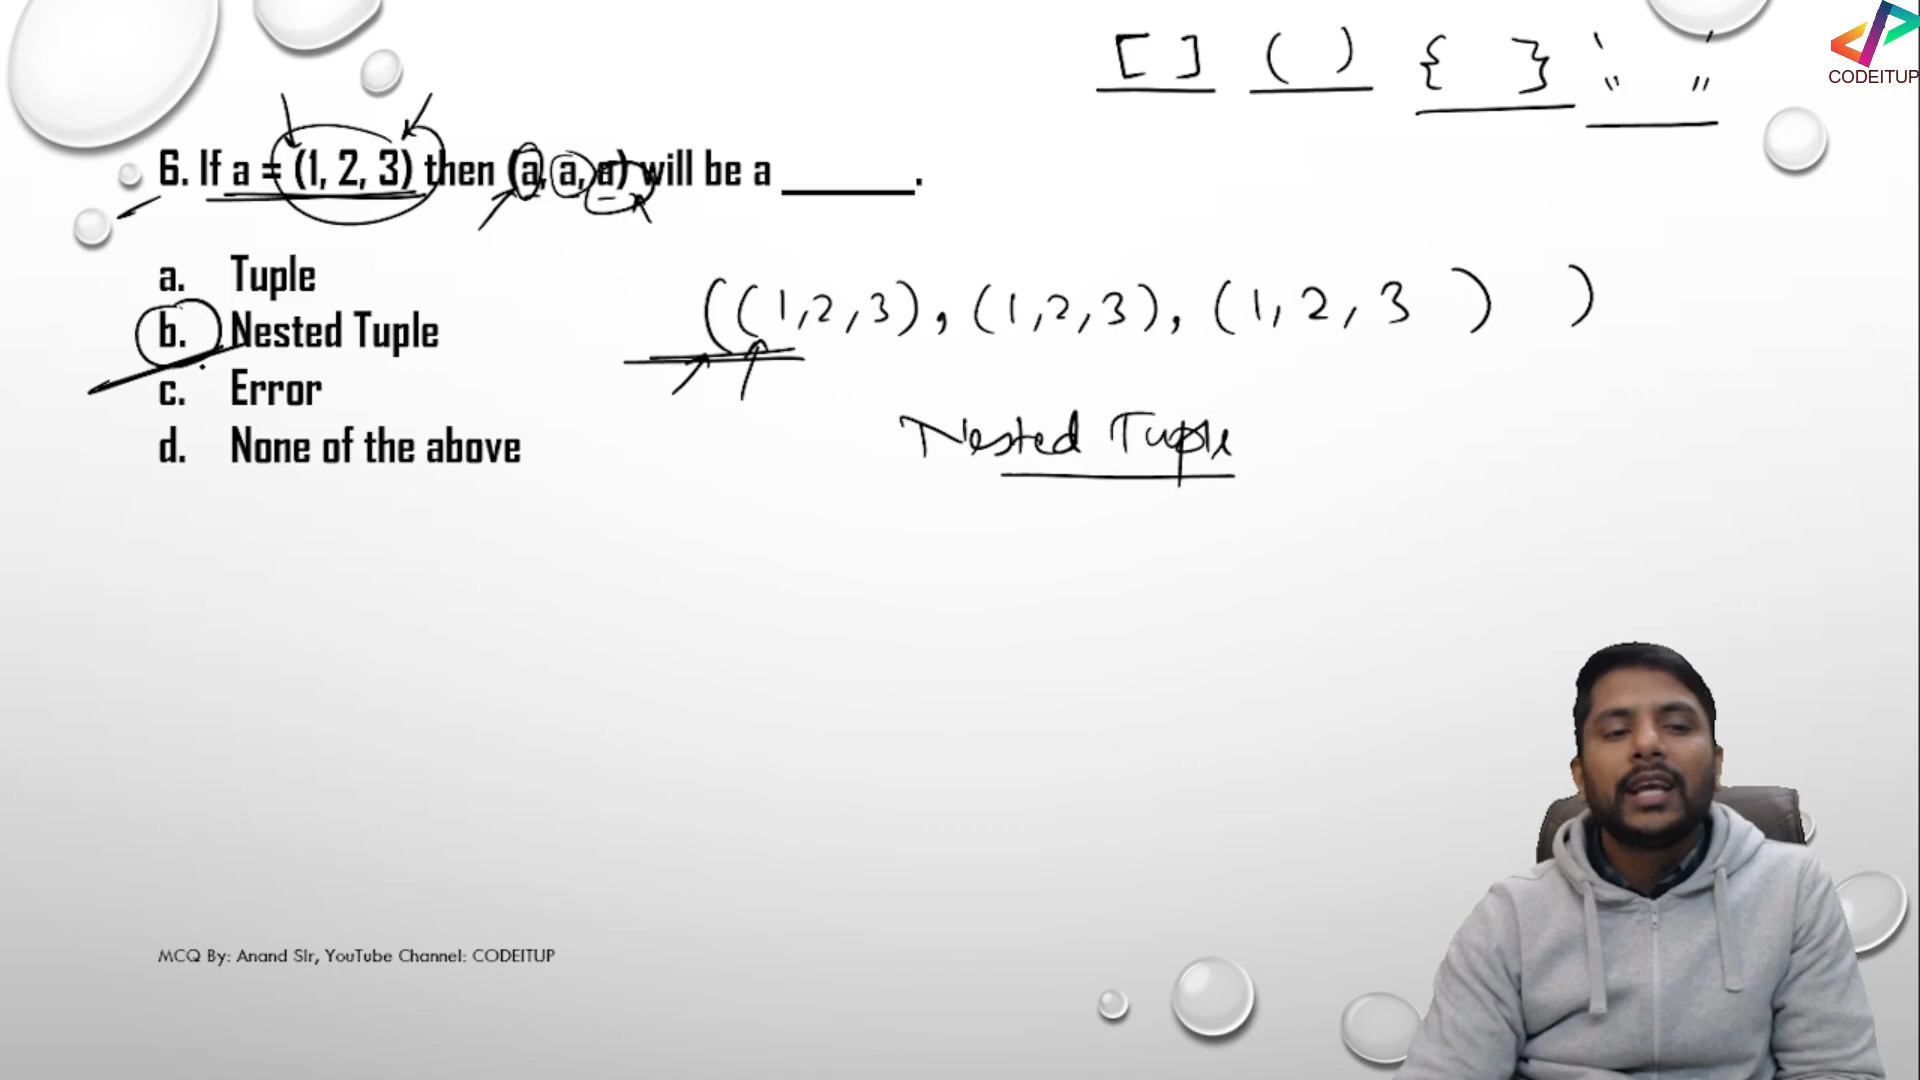 [ ] ( ) { } ' '
" "
CODEITUP
6. If a = (1, 2, 3) then (a, a, a) will be a ______.
a. Tuple
b. Nested Tuple
c. Error
d. None of the above
((1,2,3), (1,2,3), (1,2,3))
Nested Tuple
MCQ By: Anand Sir, YouTube Channel: CODEITUP